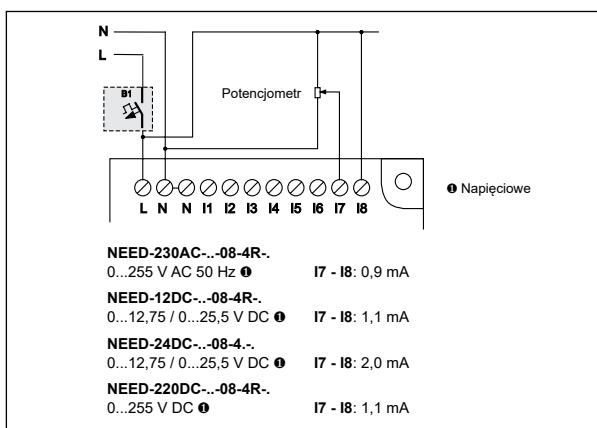 N
L
B1
Potencjometr
L N N I1 I2 I3 I4 I5 I6 I7 I8
❶ Napięciowe
NEED-230AC-..-08-4R-.
0...255 V AC 50 Hz ❶ I7 - I8: 0,9 mA
NEED-12DC-..-08-4R-.
0...12,75 / 0...25,5 V DC ❶ I7 - I8: 1,1 mA
NEED-24DC-..-08-4.-.
0...12,75 / 0...25,5 V DC ❶ I7 - I8: 2,0 mA
NEED-220DC-..-08-4R-.
0...255 V DC ❶ I7 - I8: 1,1 mA